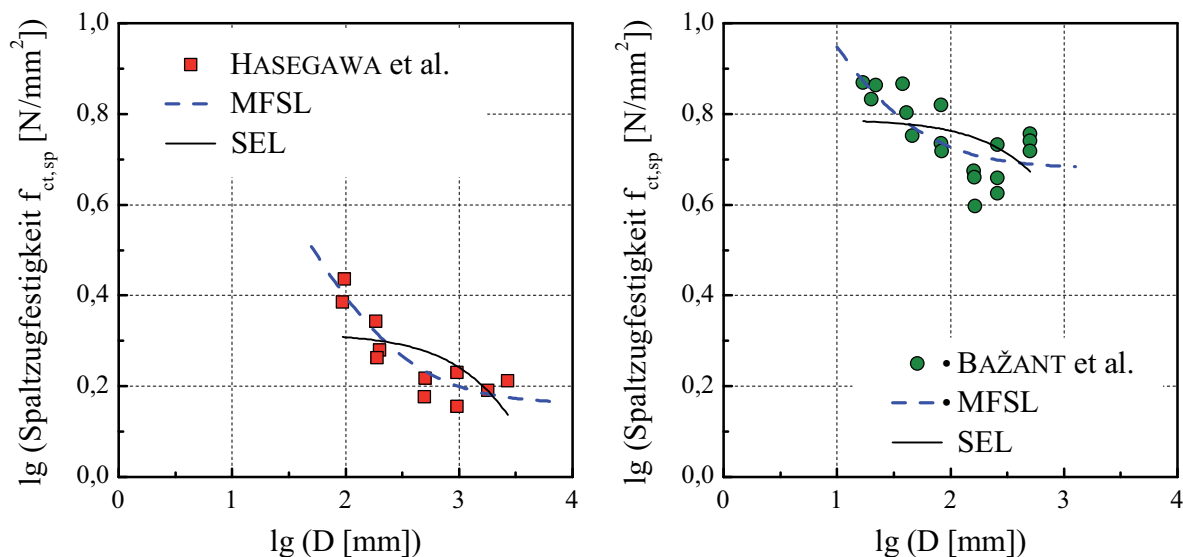 lg (Spaltzugfestigkeit f_ct,sp [N/mm²]
1,0
0,8
0,6
0,4
0,2
0,0
HASEGAWA et al.
MFSL
SEL
0 1 2 3 4
lg (D [mm])
lg (Spaltzugfestigkeit f_ct,sp [N/mm²]
1,0
0,8
0,6
0,4
0,2
0,0
• BAŽANT et al.
• MFSL
SEL
0 1 2 3 4
lg (D [mm])